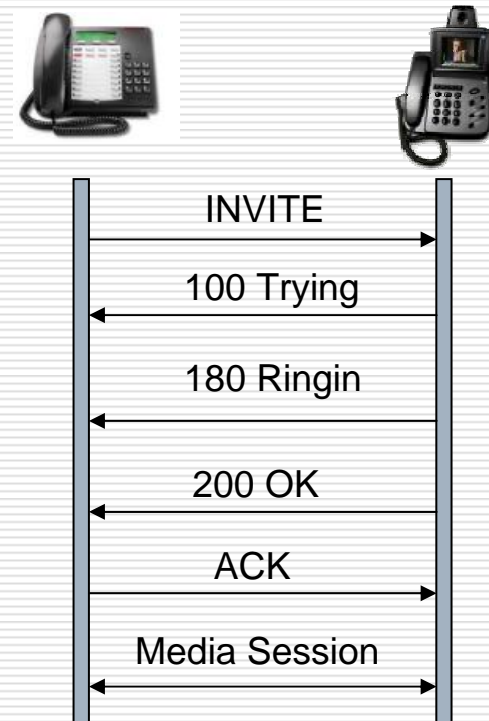 INVITE
100 Trying
180 Ringin
200 OK
ACK
Media Session